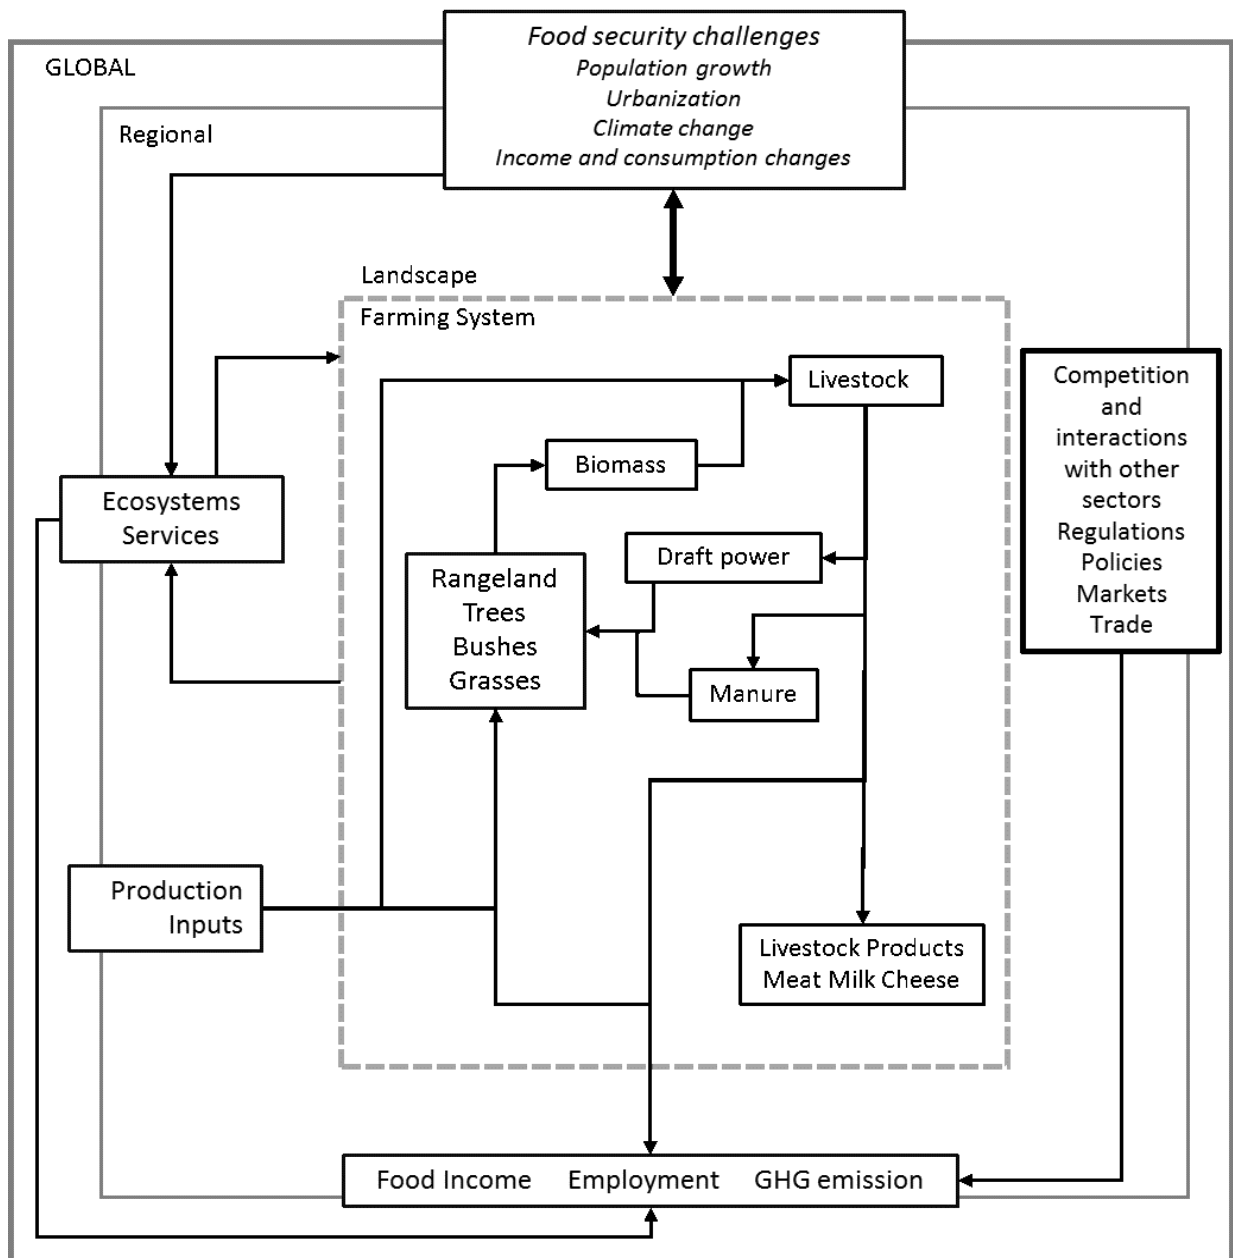 Food security challenges
Population growth
Urbanization
Climate change
Income and consumption changes
GLOBAL
Regional
Landscape
Farming System
Livestock
Biomass
Draft power
Rangeland
Trees
Bushes
Grasses
Manure
Ecosystems
Services
Competition
and
interactions
with other
sectors
Regulations
Policies
Markets
Trade
Production
Inputs
Livestock Products
Meat Milk Cheese
Food Income Employment GHG emission